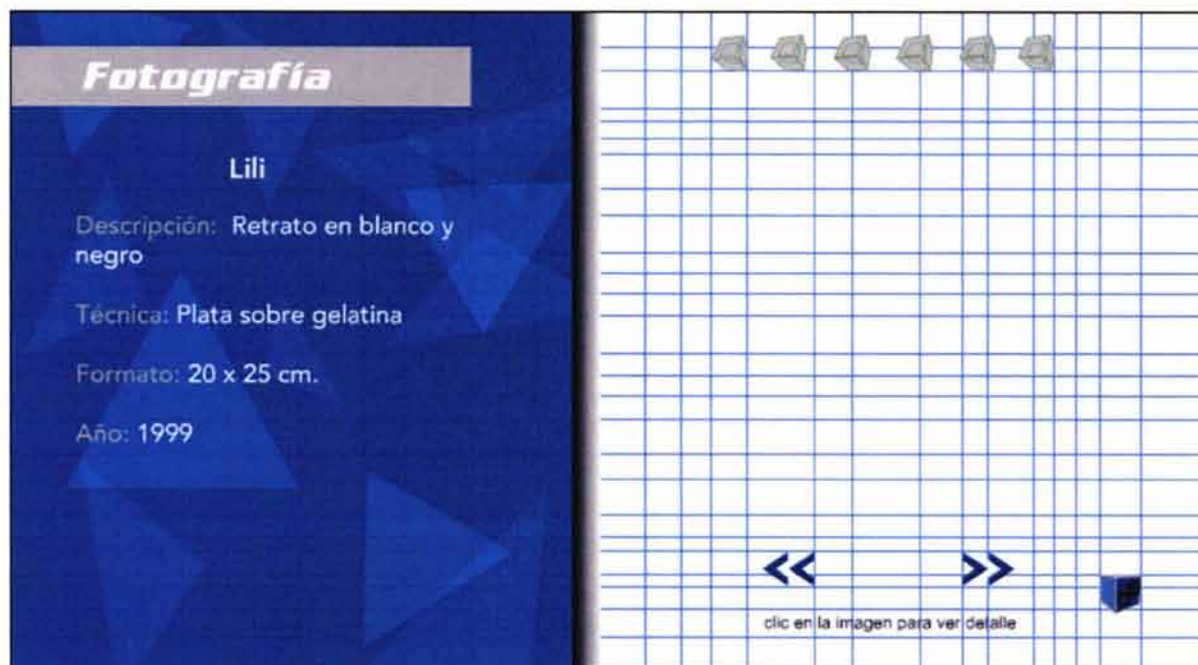 Fotografía
Lili
Descripción: Retrato en blanco y
negro
Técnica: Plata sobre gelatina
Formato: 20 x 25 cm.
Año: 1999
<< >>
clic en la imagen para ver detalle